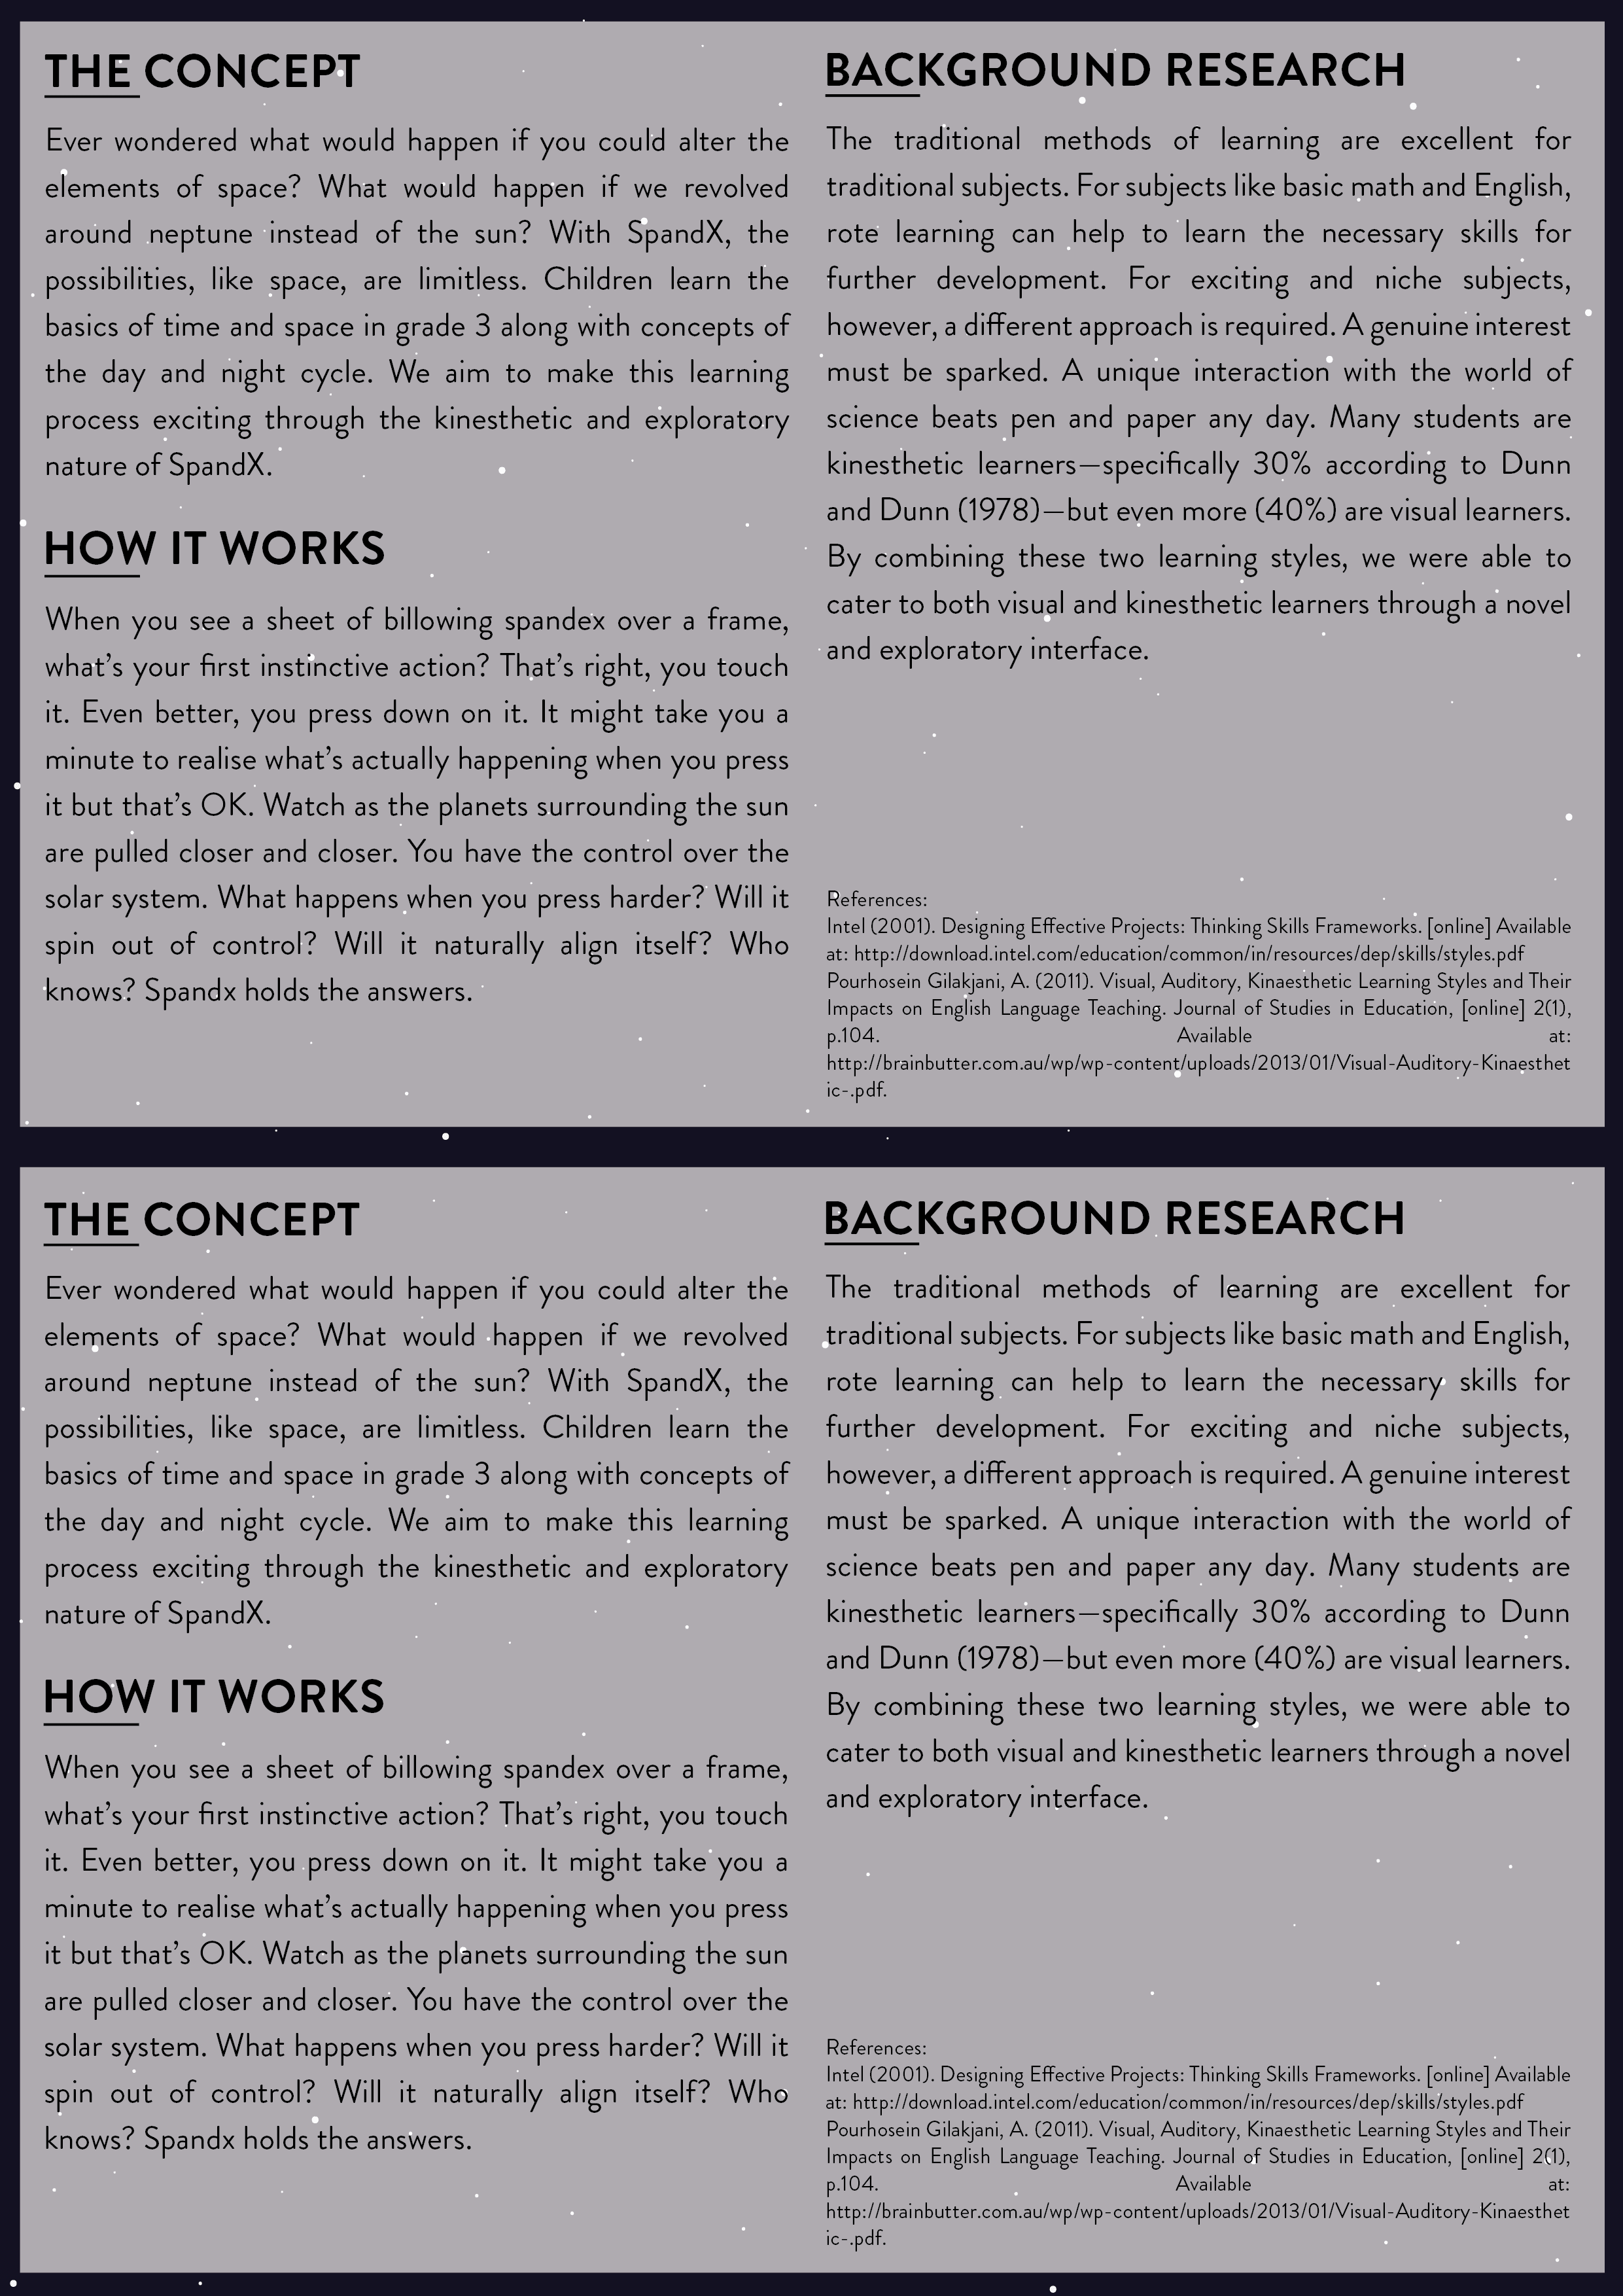 THE CONCEPT
Ever wondered what would happen if you could alter the
elements of space? What would happen if we revolved
around neptune instead of the sun? With SpandX, the
possibilities, like space, are limitless. Children learn the
basics of time and space in grade 3 along with concepts of
the day and night cycle. We aim to make this learning
process exciting through the kinesthetic and exploratory
nature of SpandX.
HOW IT WORKS
When you see a sheet of billowing spandex over a frame,
what’s your first instinctive action? That’s right, you touch
it. Even better, you press down on it. It might take you a
minute to realise what’s actually happening when you press
it but that’s OK. Watch as the planets surrounding the sun
are pulled closer and closer. You have the control over the
solar system. What happens when you press harder? Will it
spin out of control? Will it naturally align itself? Who
knows? Spandx holds the answers.
BACKGROUND RESEARCH
The traditional methods of learning are excellent for
traditional subjects. For subjects like basic math and English,
rote learning can help to learn the necessary skills for
further development. For exciting and niche subjects,
however, a different approach is required. A genuine interest
must be sparked. A unique interaction with the world of
science beats pen and paper any day. Many students are
kinesthetic learners—specifically 30% according to Dunn
and Dunn (1978)—but even more (40%) are visual learners.
By combining these two learning styles, we were able to
cater to both visual and kinesthetic learners through a novel
and exploratory interface.
References:
Intel (2001). Designing Effective Projects: Thinking Skills Frameworks. [online] Available
at: http://download.intel.com/education/common/in/resources/dep/skills/styles.pdf
Pourhosein Gilakjani, A. (2011). Visual, Auditory, Kinaesthetic Learning Styles and Their
Impacts on English Language Teaching. Journal of Studies in Education, [online] 2(1),
p.104. Available at:
http://brainbutter.com.au/wp/wp-content/uploads/2013/01/Visual-Auditory-Kinaesthet
ic-.pdf.
THE CONCEPT
Ever wondered what would happen if you could alter the
elements of space? What would happen if we revolved
around neptune instead of the sun? With SpandX, the
possibilities, like space, are limitless. Children learn the
basics of time and space in grade 3 along with concepts of
the day and night cycle. We aim to make this learning
process exciting through the kinesthetic and exploratory
nature of SpandX.
HOW IT WORKS
When you see a sheet of billowing spandex over a frame,
what’s your first instinctive action? That’s right, you touch
it. Even better, you press down on it. It might take you a
minute to realise what’s actually happening when you press
it but that’s OK. Watch as the planets surrounding the sun
are pulled closer and closer. You have the control over the
solar system. What happens when you press harder? Will it
spin out of control? Will it naturally align itself? Who
knows? Spandx holds the answers.
BACKGROUND RESEARCH
The traditional methods of learning are excellent for
traditional subjects. For subjects like basic math and English,
rote learning can help to learn the necessary skills for
further development. For exciting and niche subjects,
however, a different approach is required. A genuine interest
must be sparked. A unique interaction with the world of
science beats pen and paper any day. Many students are
kinesthetic learners—specifically 30% according to Dunn
and Dunn (1978)—but even more (40%) are visual learners.
By combining these two learning styles, we were able to
cater to both visual and kinesthetic learners through a novel
and exploratory interface.
References:
Intel (2001). Designing Effective Projects: Thinking Skills Frameworks. [online] Available
at: http://download.intel.com/education/common/in/resources/dep/skills/styles.pdf
Pourhosein Gilakjani, A. (2011). Visual, Auditory, Kinaesthetic Learning Styles and Their
Impacts on English Language Teaching. Journal of Studies in Education, [online] 2(1),
p.104. Available at:
http://brainbutter.com.au/wp/wp-content/uploads/2013/01/Visual-Auditory-Kinaesthet
ic-.pdf.